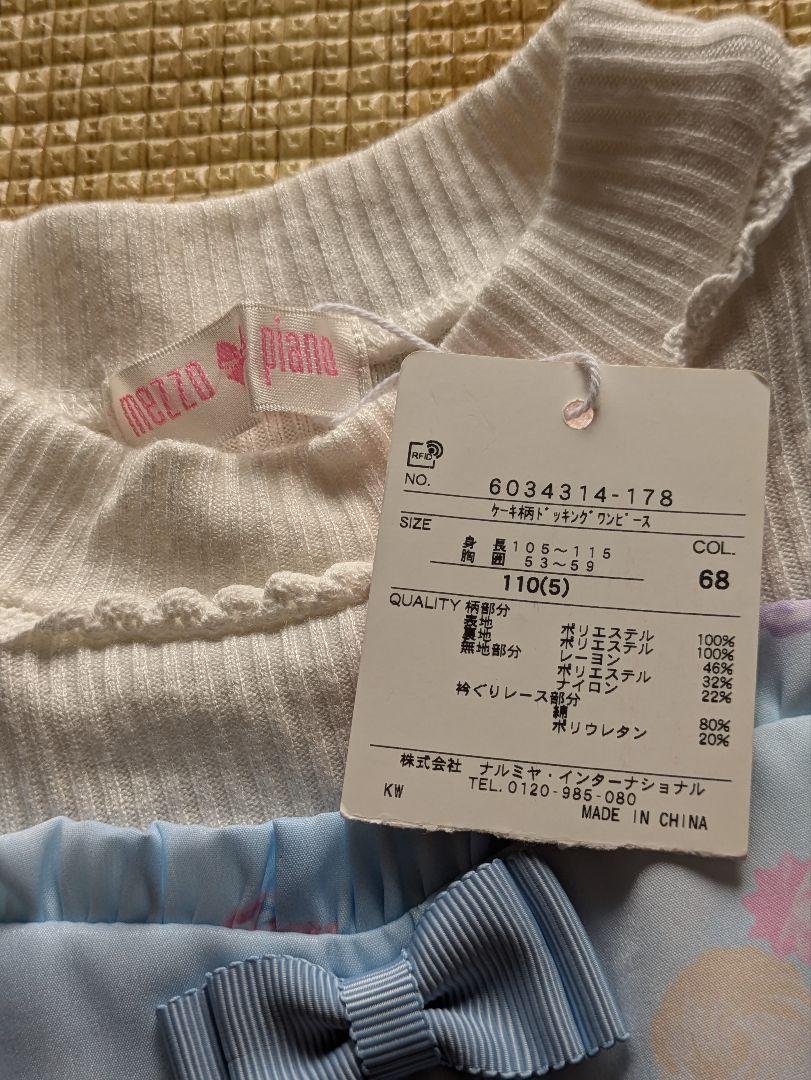 mezzo piano
RFID
NO. 6034314-178
ｹｰｷ柄ﾄﾞｯｷﾝｸﾞﾜﾝﾋﾟｰｽ
SIZE 身長 105～115 COL.
胸囲 53～59
110(5) 68
QUALITY 柄部分
表地 ポリエステル 100%
裏地 ポリエステル 100%
無地部分 レーヨン 46%
ポリエステル 32%
ナイロン 22%
衿ぐりレース部分
綿 80%
ポリウレタン 20%
株式会社 ナルミヤ・インターナショナル
TEL.0120-985-080
KW MADE IN CHINA